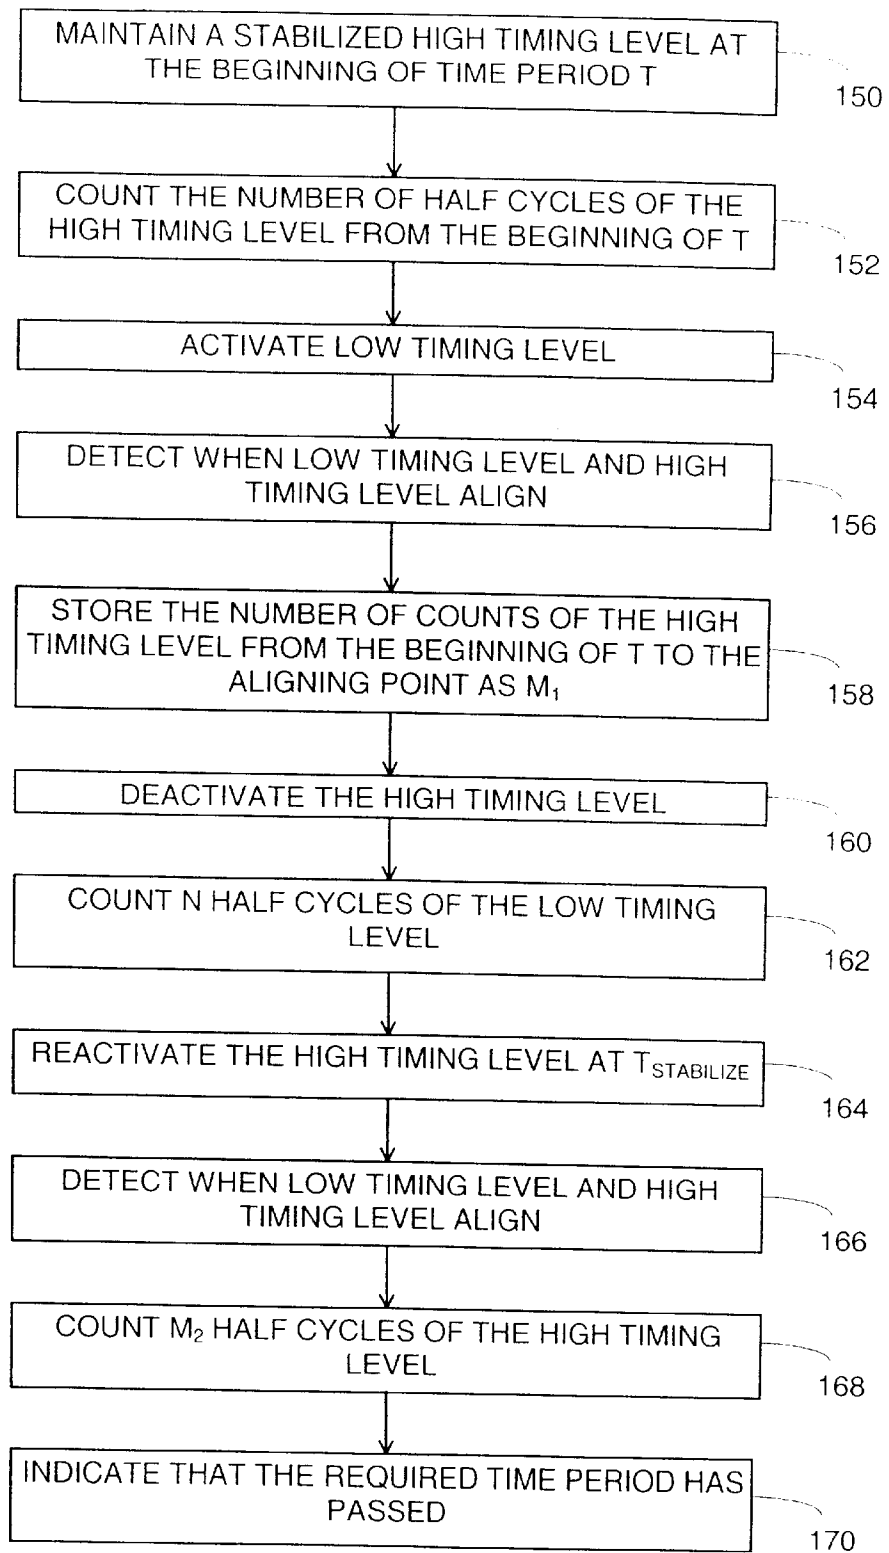 MAINTAIN A STABILIZED HIGH TIMING LEVEL AT
THE BEGINNING OF TIME PERIOD T
150
COUNT THE NUMBER OF HALF CYCLES OF THE
HIGH TIMING LEVEL FROM THE BEGINNING OF T
152
ACTIVATE LOW TIMING LEVEL
154
DETECT WHEN LOW TIMING LEVEL AND HIGH
TIMING LEVEL ALIGN
156
STORE THE NUMBER OF COUNTS OF THE HIGH
TIMING LEVEL FROM THE BEGINNING OF T TO THE
ALIGNING POINT AS M₁
158
DEACTIVATE THE HIGH TIMING LEVEL
160
COUNT N HALF CYCLES OF THE LOW TIMING
LEVEL
162
REACTIVATE THE HIGH TIMING LEVEL AT T_STABILIZE
164
DETECT WHEN LOW TIMING LEVEL AND HIGH
TIMING LEVEL ALIGN
166
COUNT M₂ HALF CYCLES OF THE HIGH TIMING
LEVEL
168
INDICATE THAT THE REQUIRED TIME PERIOD HAS
PASSED
170